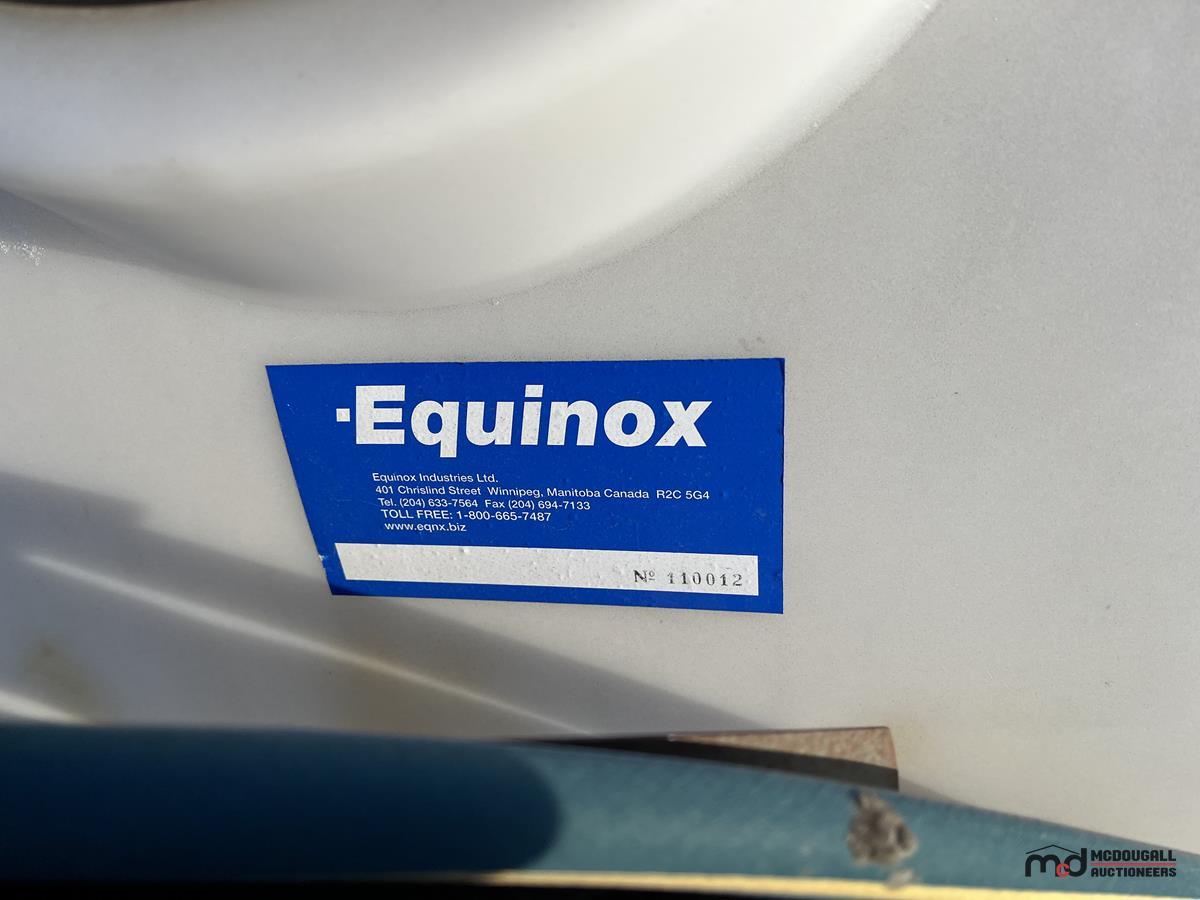 Equinox
Equinox Industries Ltd.
401 Chrislind Street Winnipeg, Manitoba Canada R2C 5G4
Tel. (204) 633-7564 Fax (204) 694-7133
TOLL FREE: 1-800-665-7487
www.eqnx.biz
Nº 110012
mcd MCDOUGALL
AUCTIONEERS